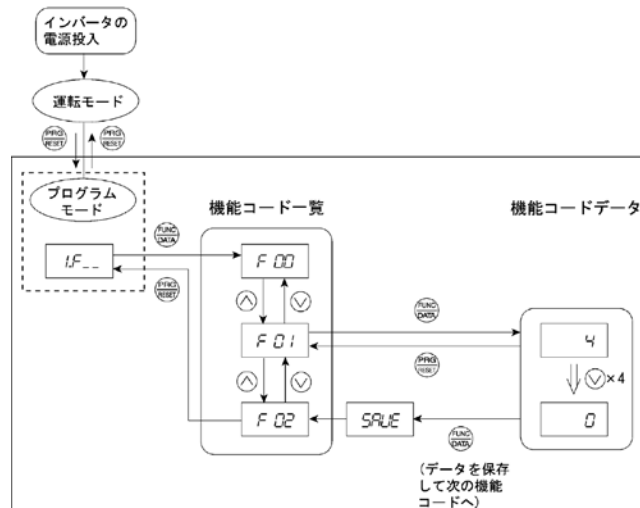 インバータの
電源投入
運転モード
PRG
RESET
PRG
RESET
プログラム
モード
機能コード一覧
機能コードデータ
FUNC
DATA
1.F__
F 00
PRG
RESET
FUNC
DATA
F 01
4
PRG
RESET
×4
F 02
SAVE
0
FUNC
DATA
(データを保存
して次の機能
コードへ)